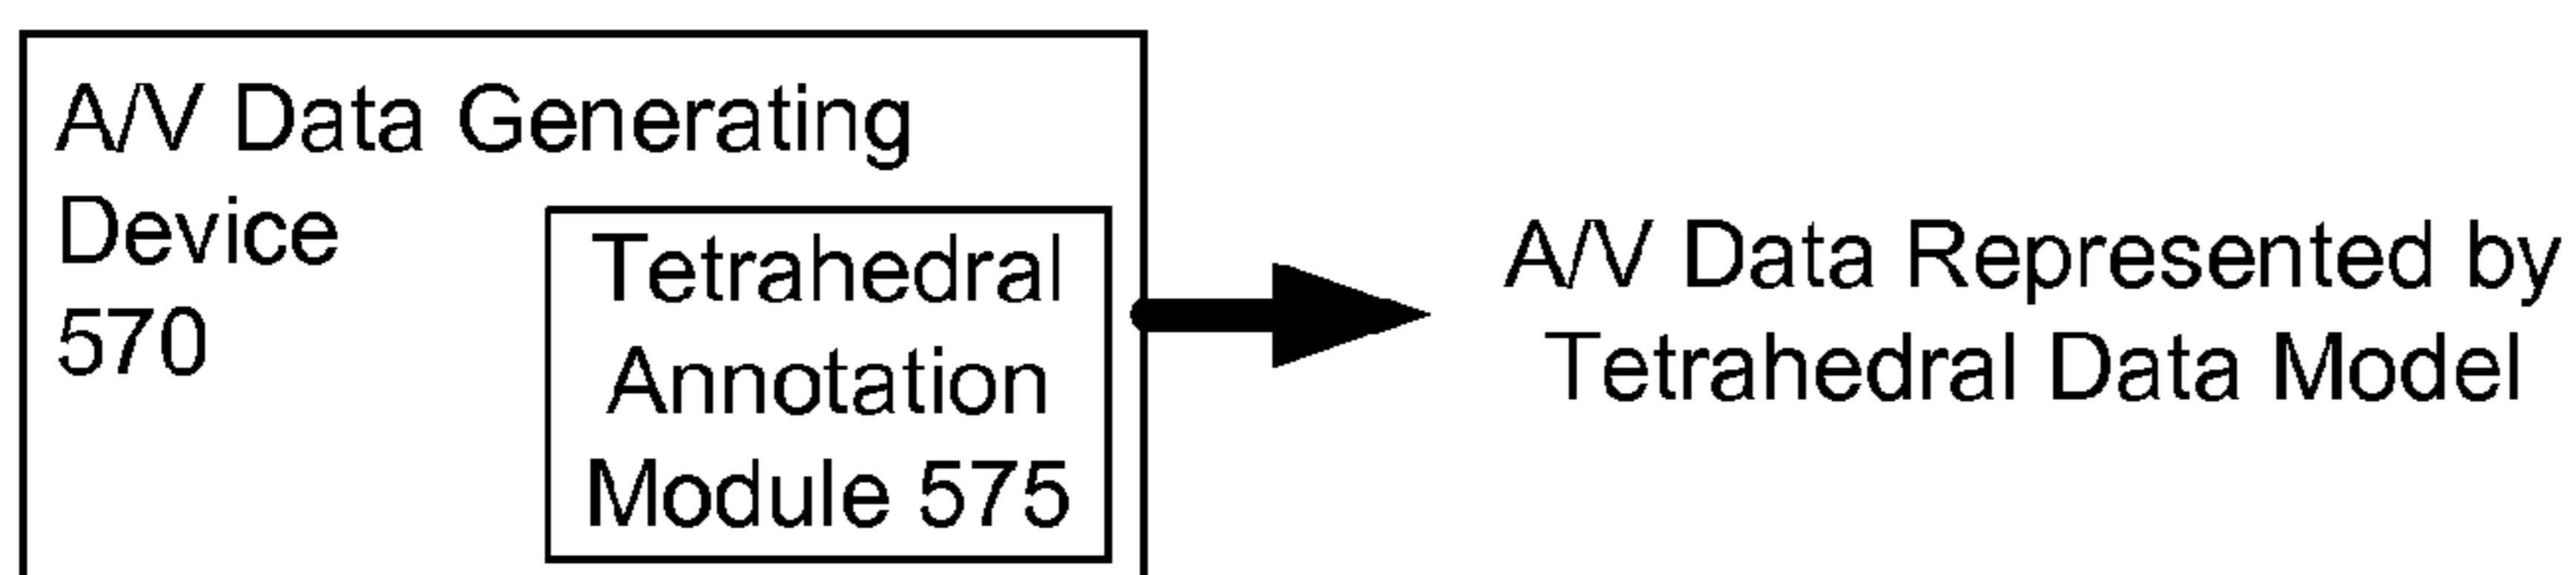 A/V Data Generating
Device
570
Tetrahedral
Annotation
Module 575
A/V Data Represented by
Tetrahedral Data Model